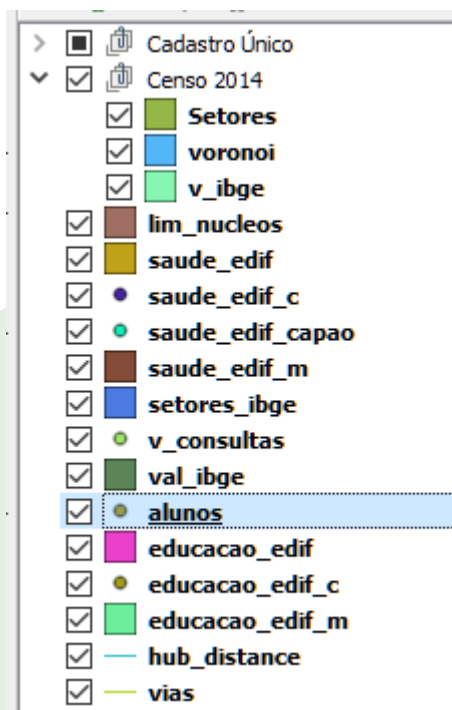 Cadastro Único
Censo 2014
Setores
voronoi
v_ibge
lim_nucleos
saude_edif
saude_edif_c
saude_edif_capao
saude_edif_m
setores_ibge
v_consultas
val_ibge
alunos
educacao_edif
educacao_edif_c
educacao_edif_m
hub_distance
vias